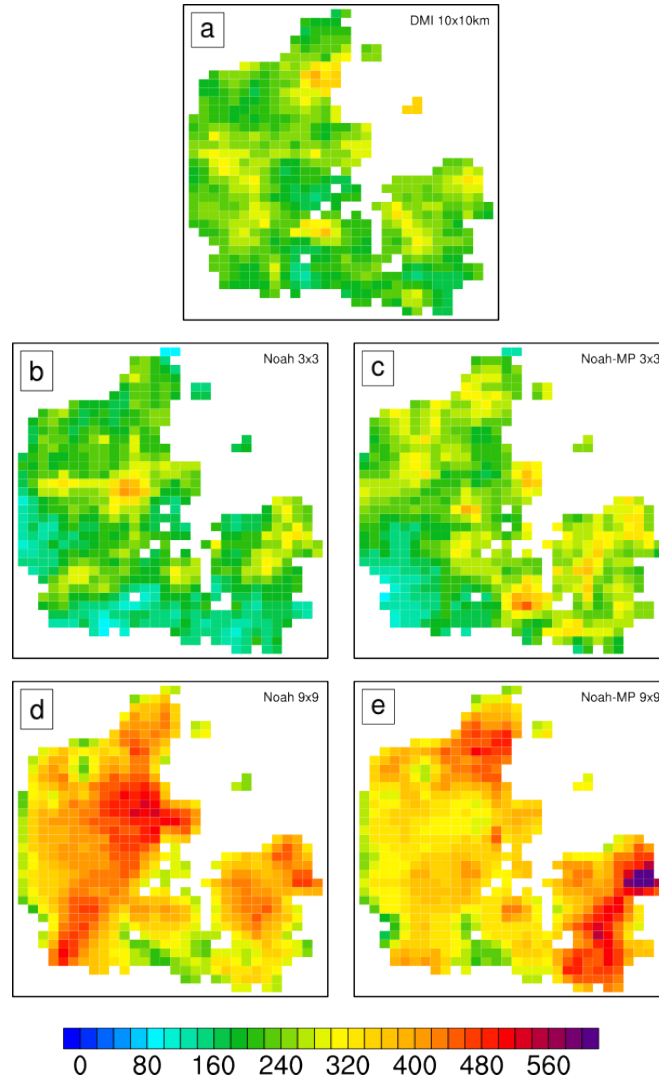 a
DMI 10x10km
b
Noah 3x3
c
Noah-MP 3x3
d
Noah 9x9
e
Noah-MP 9x9
0 80 160 240 320 400 480 560